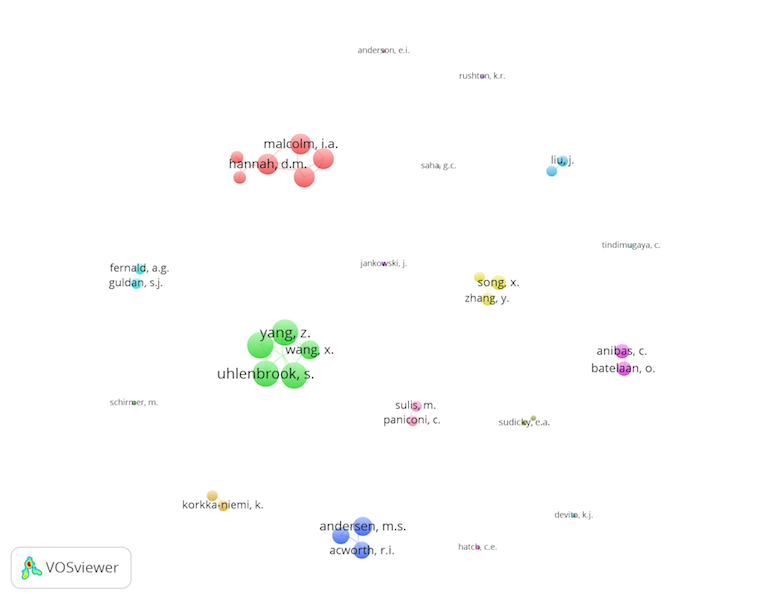 anderson, e.i.
rushton, k.r.
malcolm, i.a.
hannah, d.m.
saha, g.c.
liu, j.
tindimugaya, c.
jankowski, j.
fernald, a.g.
guldan, s.j.
song, x.
zhang, y.
yang, z.
wang, x.
uhlenbrook, s.
anibas, c.
batelaan, o.
schirmer, m.
sulis, m.
paniconi, c.
sudicky, e.a.
korkka-niemi, k.
andersen, m.s.
acworth, r.i.
devito, k.j.
hatch, c.e.
VOSviewer